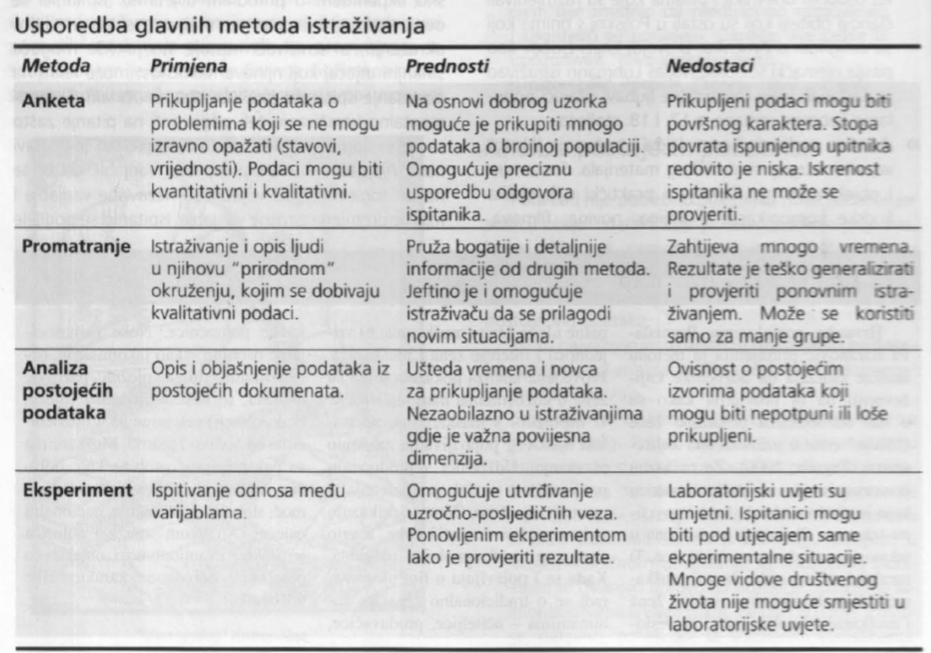 Usporedba glavnih metoda istraživanja
Metoda Primjena Prednosti Nedostaci
Anketa
Prikupljanje podataka o
problemima koji se ne mogu
izravno opažati (stavovi,
vrijednosti). Podaci mogu biti
kvantitativni i kvalitativni.
Na osnovi dobrog uzorka
moguće je prikupiti mnogo
podataka o brojnoj populaciji.
Omogućuje preciznu
usporedbu odgovora
ispitanika.
Prikupljeni podaci mogu biti
površnog karaktera. Stopa
povrata ispunjenog upitnika
redovito je niska. Iskrenost
ispitanika ne može se
provjeriti.
Promatranje
Istraživanje i opis ljudi
u njihovu "prirodnom"
okruženju, kojim se dobivaju
kvalitativni podaci.
Pruža bogatije i detaljnije
informacije od drugih metoda.
Jeftino je i omogućuje
istraživaču da se prilagodi
novim situacijama.
Zahtijeva mnogo vremena.
Rezultate je teško generalizirati
i provjeriti ponovnim istra-
živanjem. Može se koristiti
samo za manje grupe.
Analiza
postojećih
podataka
Opis i objašnjenje podataka iz
postojećih dokumenata.
Ušteda vremena i novca
za prikupljanje podataka.
Nezaobilazno u istraživanjima
gdje je važna povijesna
dimenzija.
Ovisnost o postojećim
izvorima podataka koji
mogu biti nepotpuni ili loše
prikupljeni.
Eksperiment
Ispitivanje odnosa među
varijablama.
Omogućuje utvrđivanje
uzročno-posljedičnih veza.
Ponovljenim ekperimentom
lako je provjeriti rezultate.
Laboratorijski uvjeti su
umjetni. Ispitanici mogu
biti pod utjecajem same
ekperimentalne situacije.
Mnoge vidove društvenog
života nije moguće smjestiti u
laboratorijske uvjete.